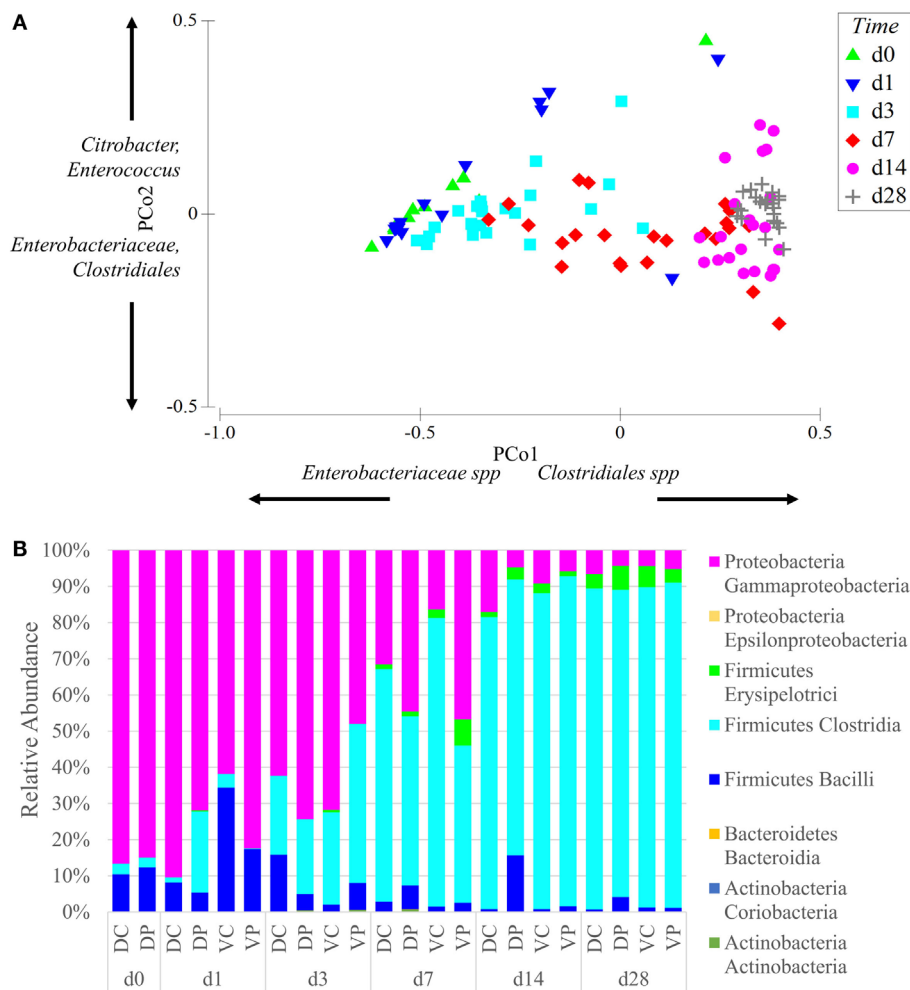 A
0.5
Time
d0
d1
d3
d7
d14
d28
Citrobacter,
Enterococcus
PCo2
0
Enterobacteriaceae,
Clostridiales
-0.5
-1.0
-0.5
0
0.5
PCo1
Enterobacteriaceae spp
Clostridiales spp
B
100%
90%
80%
70%
60%
50%
40%
30%
20%
10%
0%
Relative Abundance
DC DP DC DP VC VP DC DP VC VP DC DP VC VP DC DP VC VP DC DP VC VP
d0 d1 d3 d7 d14 d28
Proteobacteria
Gammaproteobacteria
Proteobacteria
Epsilonproteobacteria
Firmicutes
Erysipelotrici
Firmicutes Clostridia
Firmicutes Bacilli
Bacteroidetes
Bacteroidia
Actinobacteria
Coriobacteria
Actinobacteria
Actinobacteria